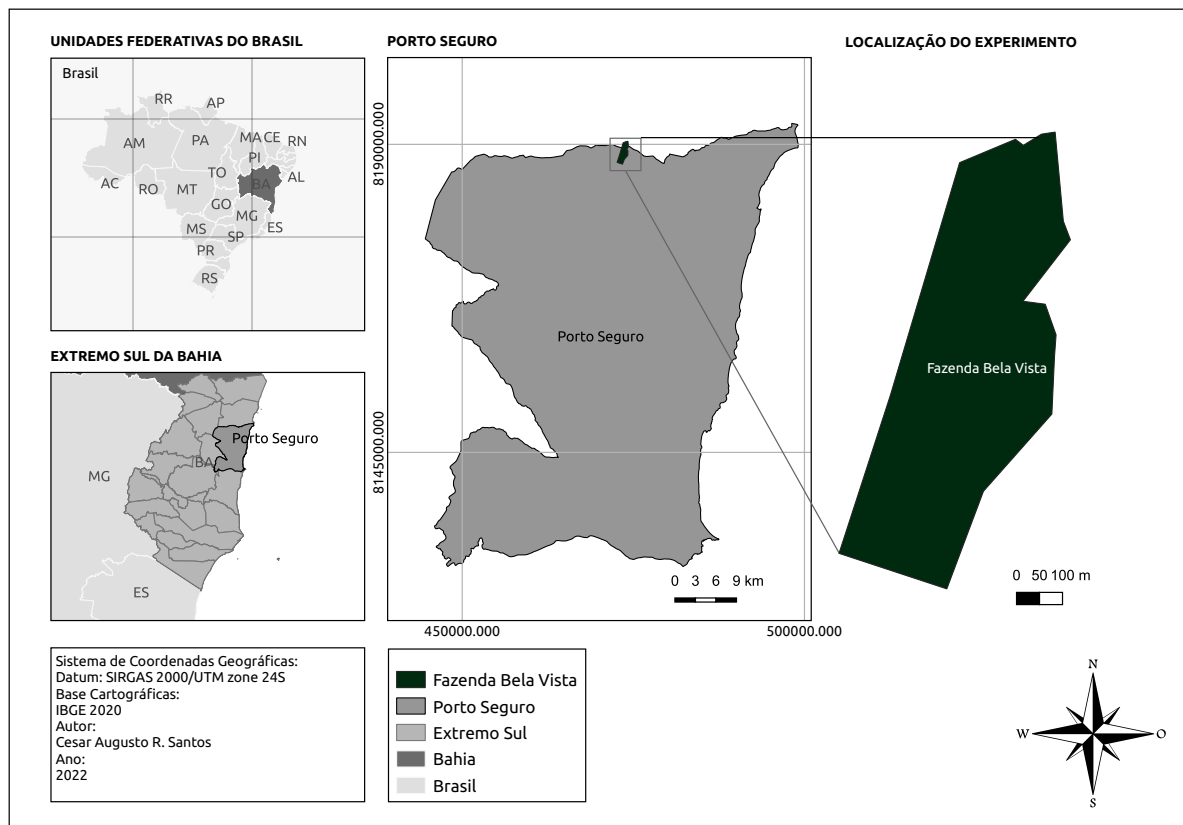 UNIDADES FEDERATIVAS DO BRASIL
Brasil
RR
AP
AM
PA
MA
CE
RN
PI
TO
AC
RO
MT
BA
AL
GO
MG
MS
ES
SP
PR
RS
EXTREMO SUL DA BAHIA
Porto Seguro
BA
MG
ES
PORTO SEGURO
8190000.000
8145000.000
Porto Seguro
0 3 6 9 km
450000.000
500000.000
LOCALIZAÇÃO DO EXPERIMENTO
Fazenda Bela Vista
0 50 100 m
Sistema de Coordenadas Geográficas:
Datum: SIRGAS 2000/UTM zone 24S
Base Cartográficas:
IBGE 2020
Autor:
Cesar Augusto R. Santos
Ano:
2022
Fazenda Bela Vista
Porto Seguro
Extremo Sul
Bahia
Brasil
N
W
O
S